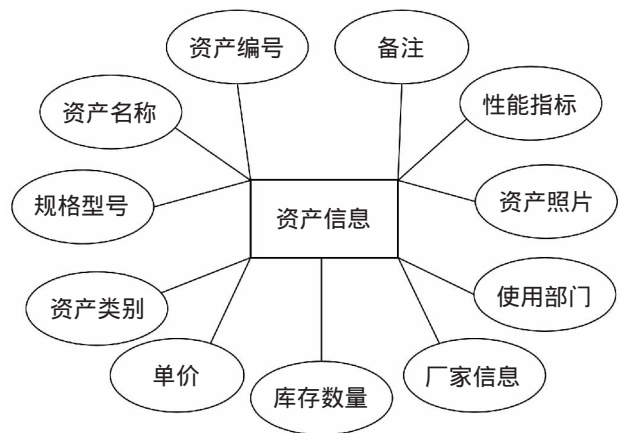 资产编号
备注
资产名称
性能指标
规格型号
资产照片
资产信息
资产类别
使用部门
单价
库存数量
厂家信息